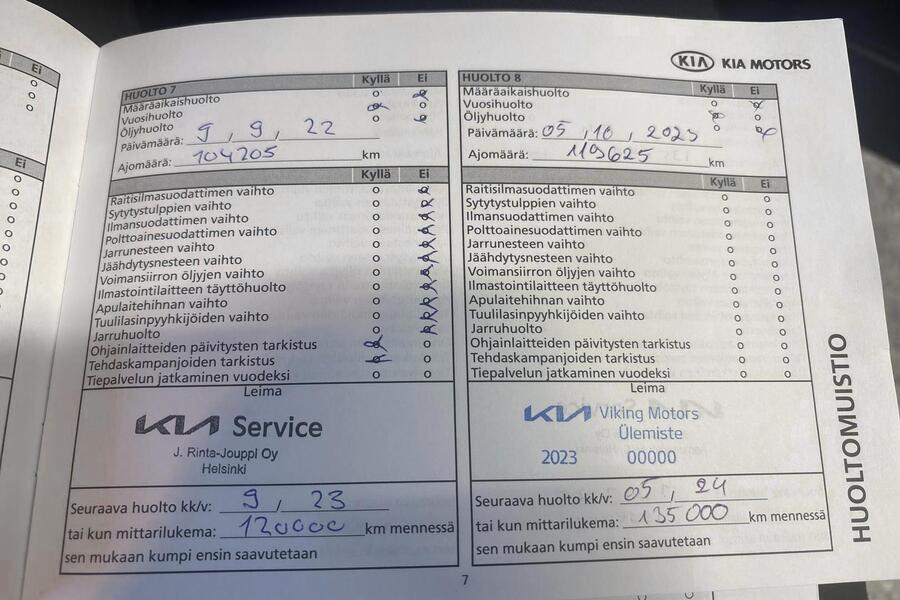 Ei
Ei
KIA KIA MOTORS
HUOLTO 7 Kyllä Ei
Määräaikaishuolto
Vuosihuolto
Öljyhuolto
Päivämäärä: 9, 9, 22
Ajomäärä: 104205 km
Kyllä Ei
Raitisilmasuodattimen vaihto
Sytytystulppien vaihto
Ilmansuodattimen vaihto
Polttoainesuodattimen vaihto
Jarrunesteen vaihto
Jäähdytysnesteen vaihto
Voimansiirron öljyjen vaihto
Ilmastointilaitteen täyttöhuolto
Apulaitehihnan vaihto
Tuulilasinpyyhkijöiden vaihto
Jarruhuolto
Ohjainlaitteiden päivitysten tarkistus
Tehdaskampanjoiden tarkistus
Tiepalvelun jatkaminen vuodeksi
Leima
KIA Service
J. Rinta-Jouppi Oy
Helsinki
Seuraava huolto kk/v: 9, 23
tai kun mittarilukema: 120000 km mennessä
sen mukaan kumpi ensin saavutetaan
HUOLTO 8 Kyllä Ei
Määräaikaishuolto
Vuosihuolto
Öljyhuolto
Päivämäärä: 05, 10, 2023
Ajomäärä: 119625 km
Kyllä Ei
Raitisilmasuodattimen vaihto
Sytytystulppien vaihto
Ilmansuodattimen vaihto
Polttoainesuodattimen vaihto
Jarrunesteen vaihto
Jäähdytysnesteen vaihto
Voimansiirron öljyjen vaihto
Ilmastointilaitteen täyttöhuolto
Apulaitehihnan vaihto
Tuulilasinpyyhkijöiden vaihto
Jarruhuolto
Ohjainlaitteiden päivitysten tarkistus
Tehdaskampanjoiden tarkistus
Tiepalvelun jatkaminen vuodeksi
Leima
KIA Viking Motors
Ülemiste
2023 00000
Seuraava huolto kk/v: 05, 24
tai kun mittarilukema: 135000 km mennessä
sen mukaan kumpi ensin saavutetaan
HUOLTOMUISTIO
7